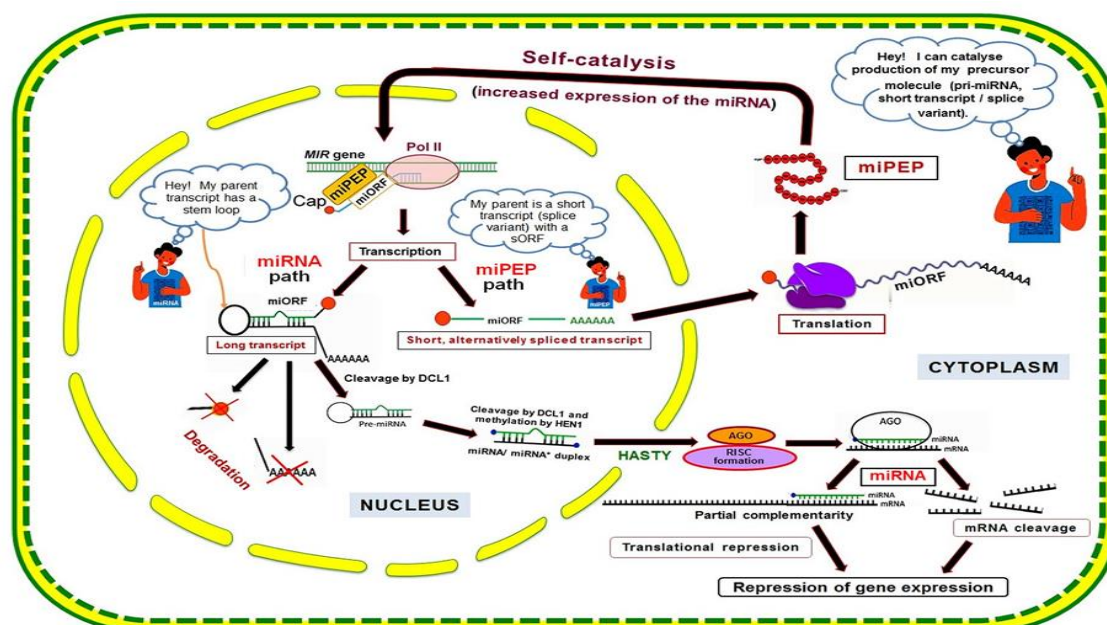 Self-catalysis
(increased expression of the miRNA)
Hey! I can catalyse
production of my precursor
molecule (pri-miRNA,
short transcript / splice
variant).
MIR gene
Pol II
miPEP
miORF
Cap
Hey! My parent
transcript has a
stem loop
miRNA
My parent is a short
transcript (splice
variant) with a
sORF
miPEP
miPEP
Transcription
miRNA
path
miPEP
path
miORF
Long transcript
AAAAAA
miORF
AAAAAA
Short, alternatively spliced transcript
miORF
AAAAAA
Translation
CYTOPLASM
Cleavage by DCL1
Pre-miRNA
Degradation
AAAAAA
Cleavage by DCL1 and
methylation by HEN1
miRNA/ miRNA* duplex
HASTY
AGO
RISC
formation
AGO
miRNA
mRNA
miRNA
NUCLEUS
miRNA
mRNA
Partial complementarity
mRNA cleavage
Translational repression
Repression of gene expression